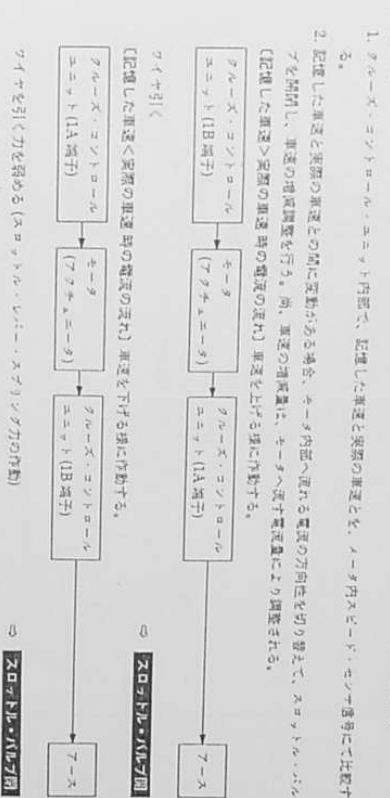 1. クルーズ・コントロール・ユニット内部で、記憶した車速と実際の車速とを、メータ内スピード・センサ信号にて比較す
る。
2. 記憶した車速と実際の車速との間に変動がある場合、モータ内部へ流れる電流の方向性を切り替えて、スロットル・バル
ブを開閉し、車速の増減調整を行う。尚、車速の増減量は、モータへ流す電流量により調整される。
〔記憶した車速＞実際の車速 時の電流の流れ〕車速を上げる様に作動する。
クルーズ・コントロール
ユニット(1B 端子)
モータ
(アクチュエータ)
クルーズ・コントロール
ユニット(1A 端子)
アース
ワイヤ引く
⇩ スロットル・バルブ開
〔記憶した車速＜実際の車速 時の電流の流れ〕車速を下げる様に作動する。
クルーズ・コントロール
ユニット(1A 端子)
モータ
(アクチュエータ)
クルーズ・コントロール
ユニット(1B 端子)
アース
ワイヤを引く力を弱める (スロットル・レバー・スプリング力の作動)
⇩ スロットル・バルブ閉